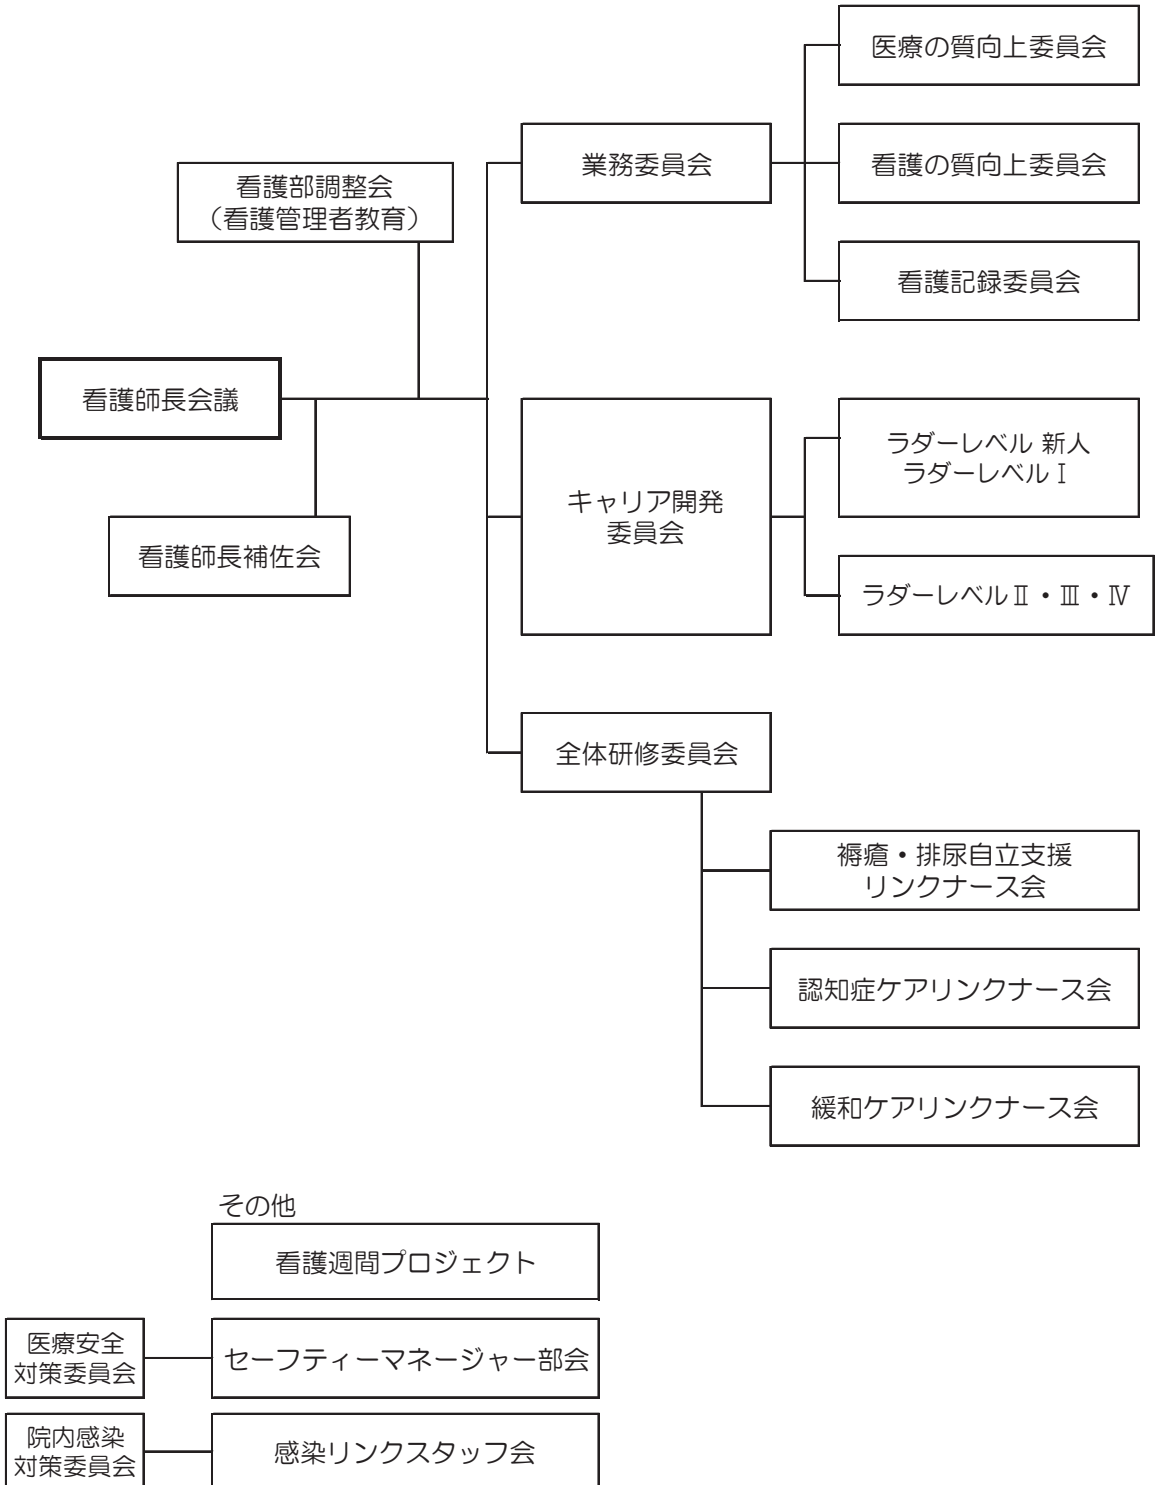 医療の質向上委員会
業務委員会
看護の質向上委員会
看護部調整会
（看護管理者教育）
看護記録委員会
看護師長会議
ラダーレベル 新人
ラダーレベルⅠ
キャリア開発
委員会
看護師長補佐会
ラダーレベルⅡ・Ⅲ・Ⅳ
全体研修委員会
褥瘡・排尿自立支援
リンクナース会
認知症ケアリンクナース会
緩和ケアリンクナース会
その他
看護週間プロジェクト
医療安全
対策委員会
セーフティーマネージャー部会
院内感染
対策委員会
感染リンクスタッフ会